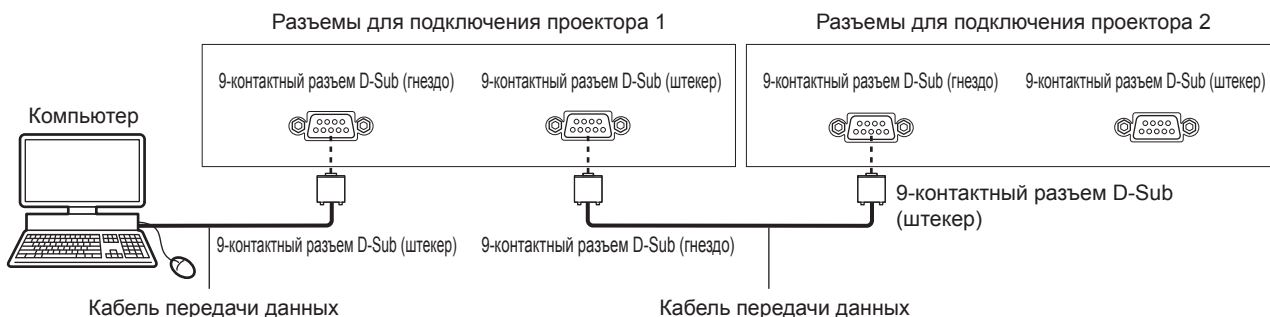 Разъемы для подключения проектора 1
Разъемы для подключения проектора 2
9-контактный разъем D-Sub (гнездо)
9-контактный разъем D-Sub (штекер)
9-контактный разъем D-Sub (гнездо)
9-контактный разъем D-Sub (штекер)
Компьютер
9-контактный разъем D-Sub
(штекер)
9-контактный разъем D-Sub (штекер)
9-контактный разъем D-Sub (гнездо)
Кабель передачи данных
Кабель передачи данных